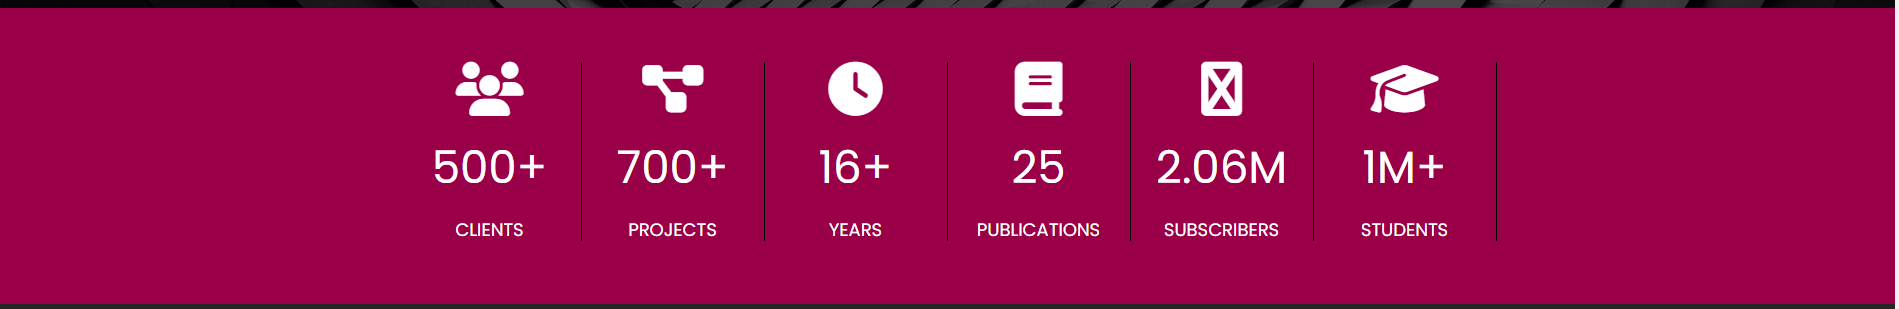 500+ 700+ 16+ 25 2.06M 1M+
CLIENTS PROJECTS YEARS PUBLICATIONS SUBSCRIBERS STUDENTS